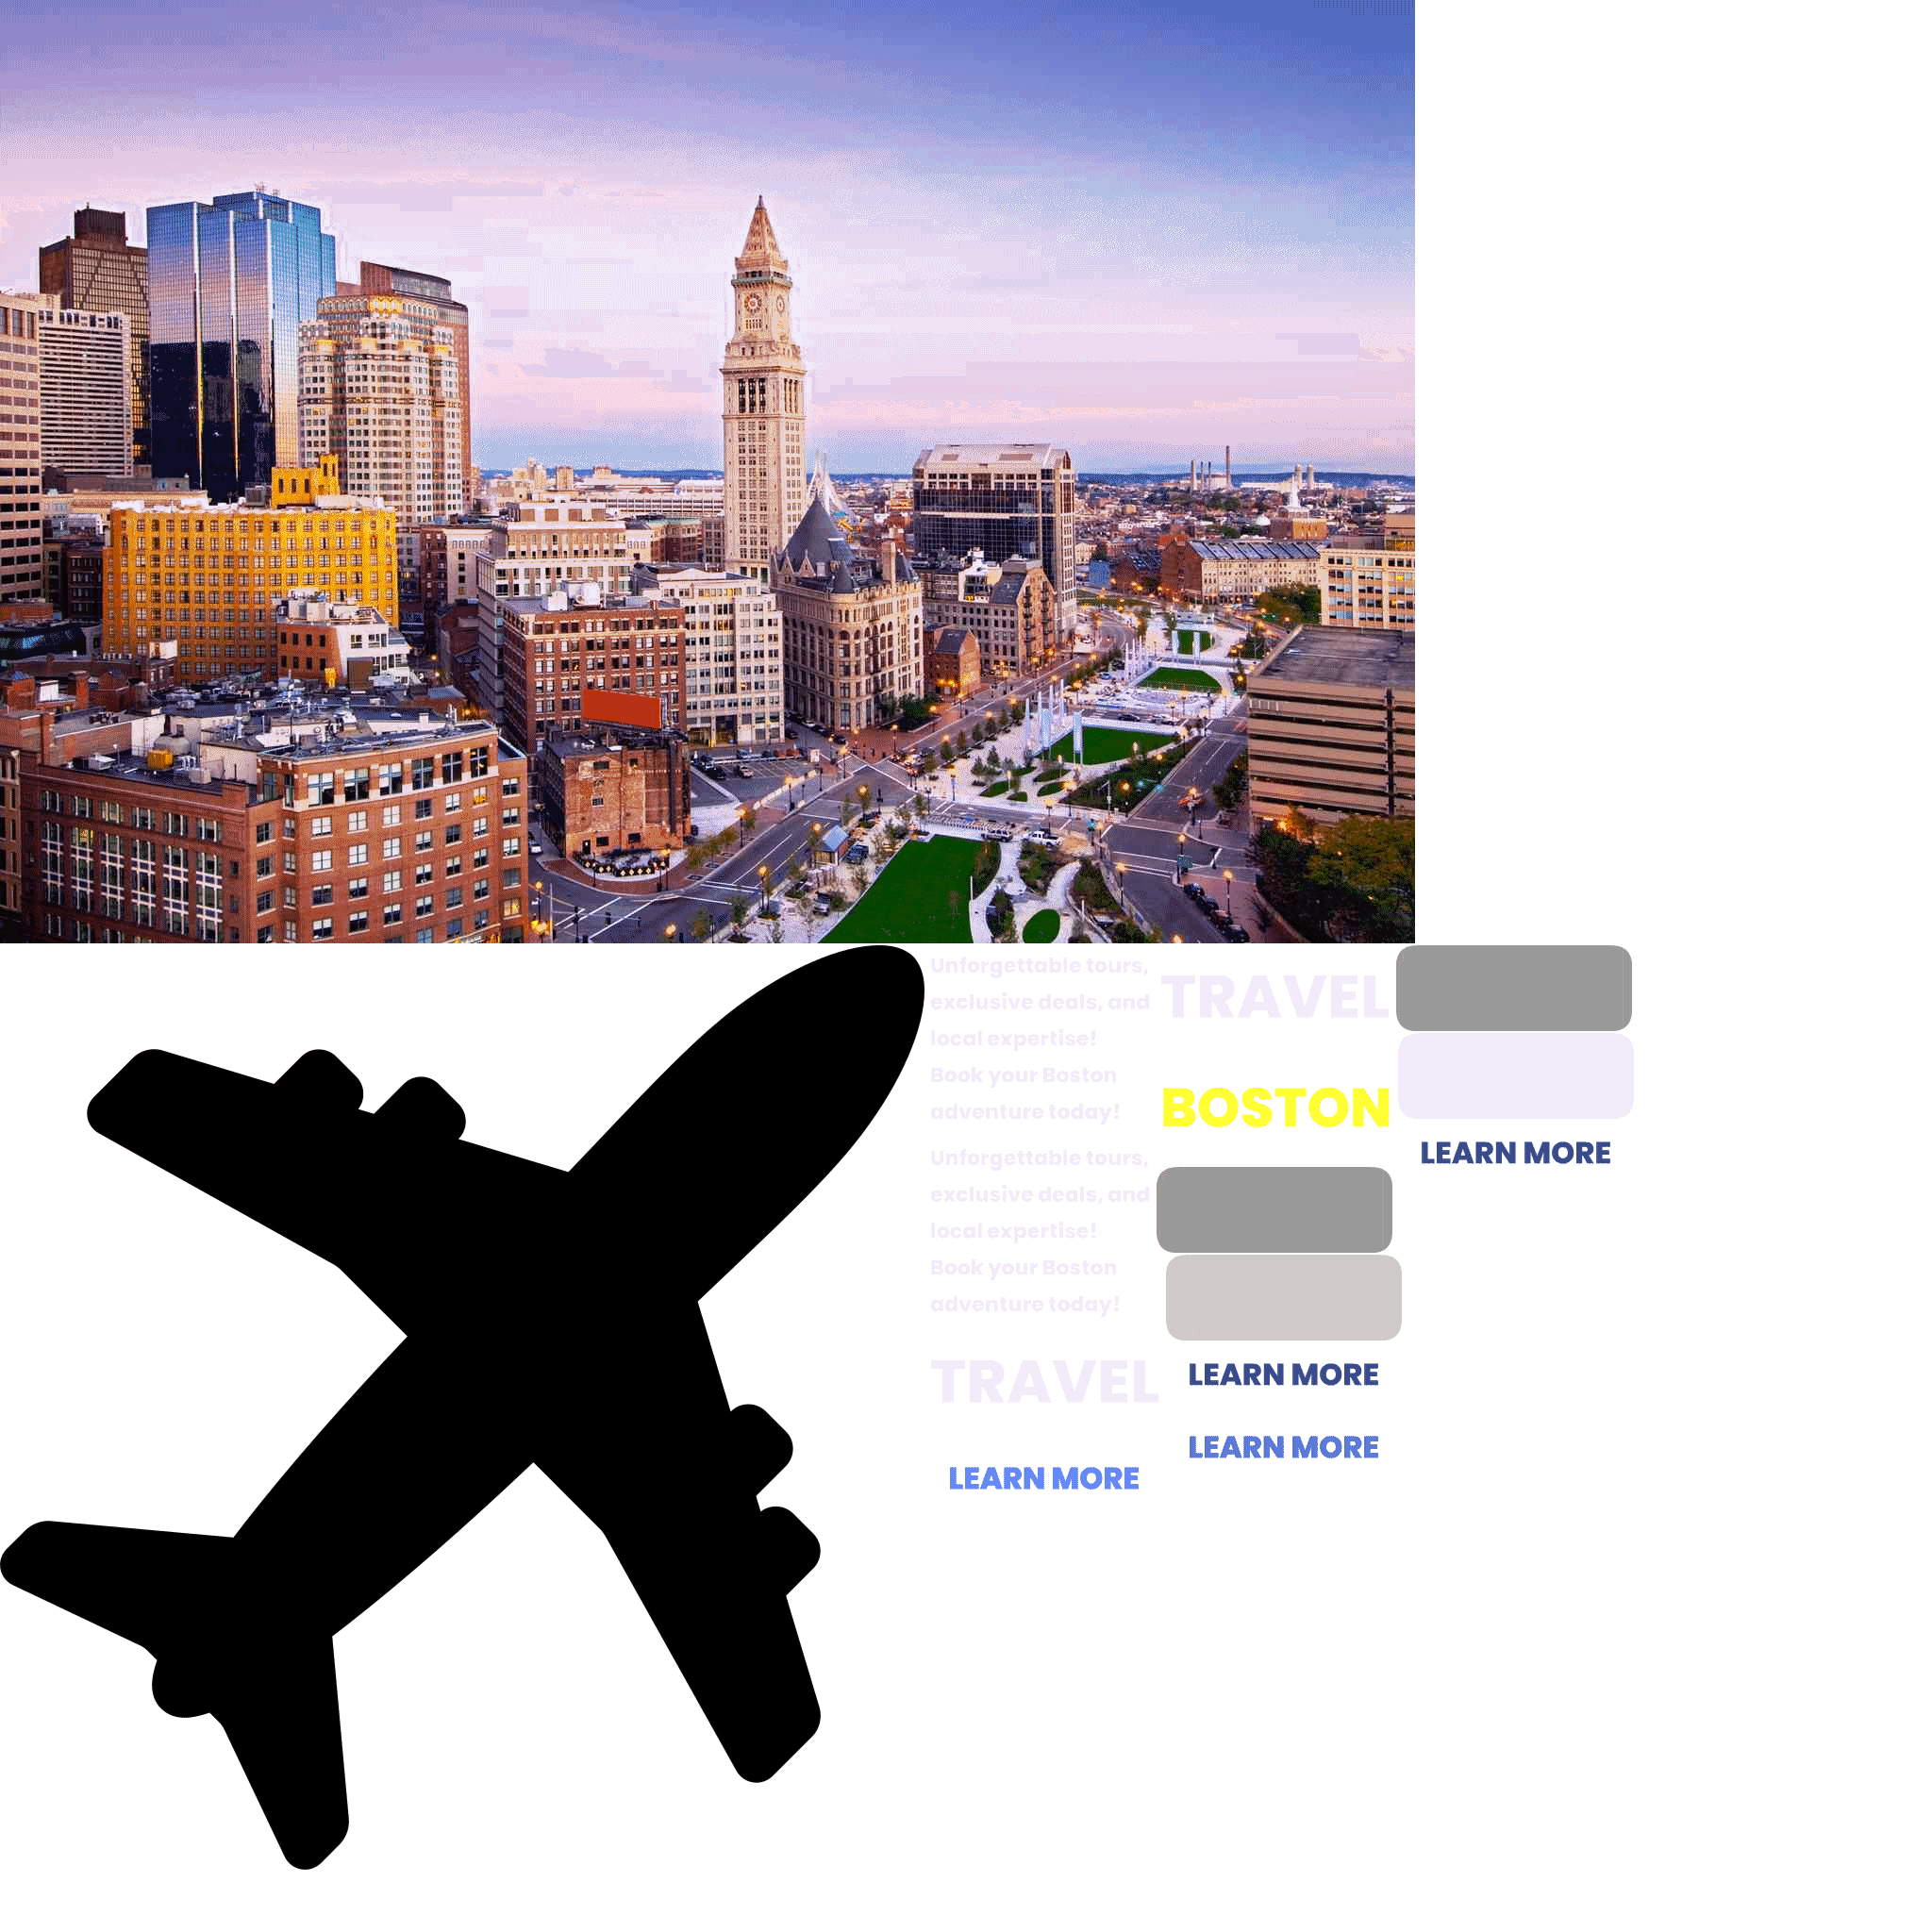 Unforgettable tours,
exclusive deals, and
local expertise!
Book your Boston
adventure today!
Unforgettable tours,
exclusive deals, and
local expertise!
Book your Boston
adventure today!
TRAVEL
LEARN MORE
TRAVEL
BOSTON
LEARN MORE
LEARN MORE
LEARN MORE